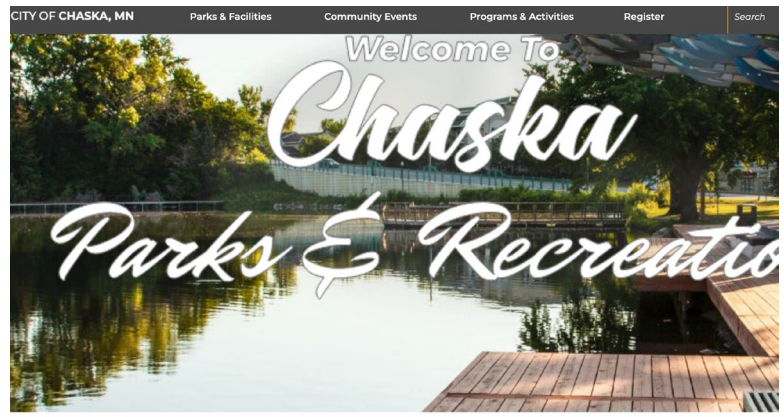 CITY OF CHASKA, MN Parks & Facilities Community Events Programs & Activities Register Search
Welcome To
Chaska
Parks & Recreatio